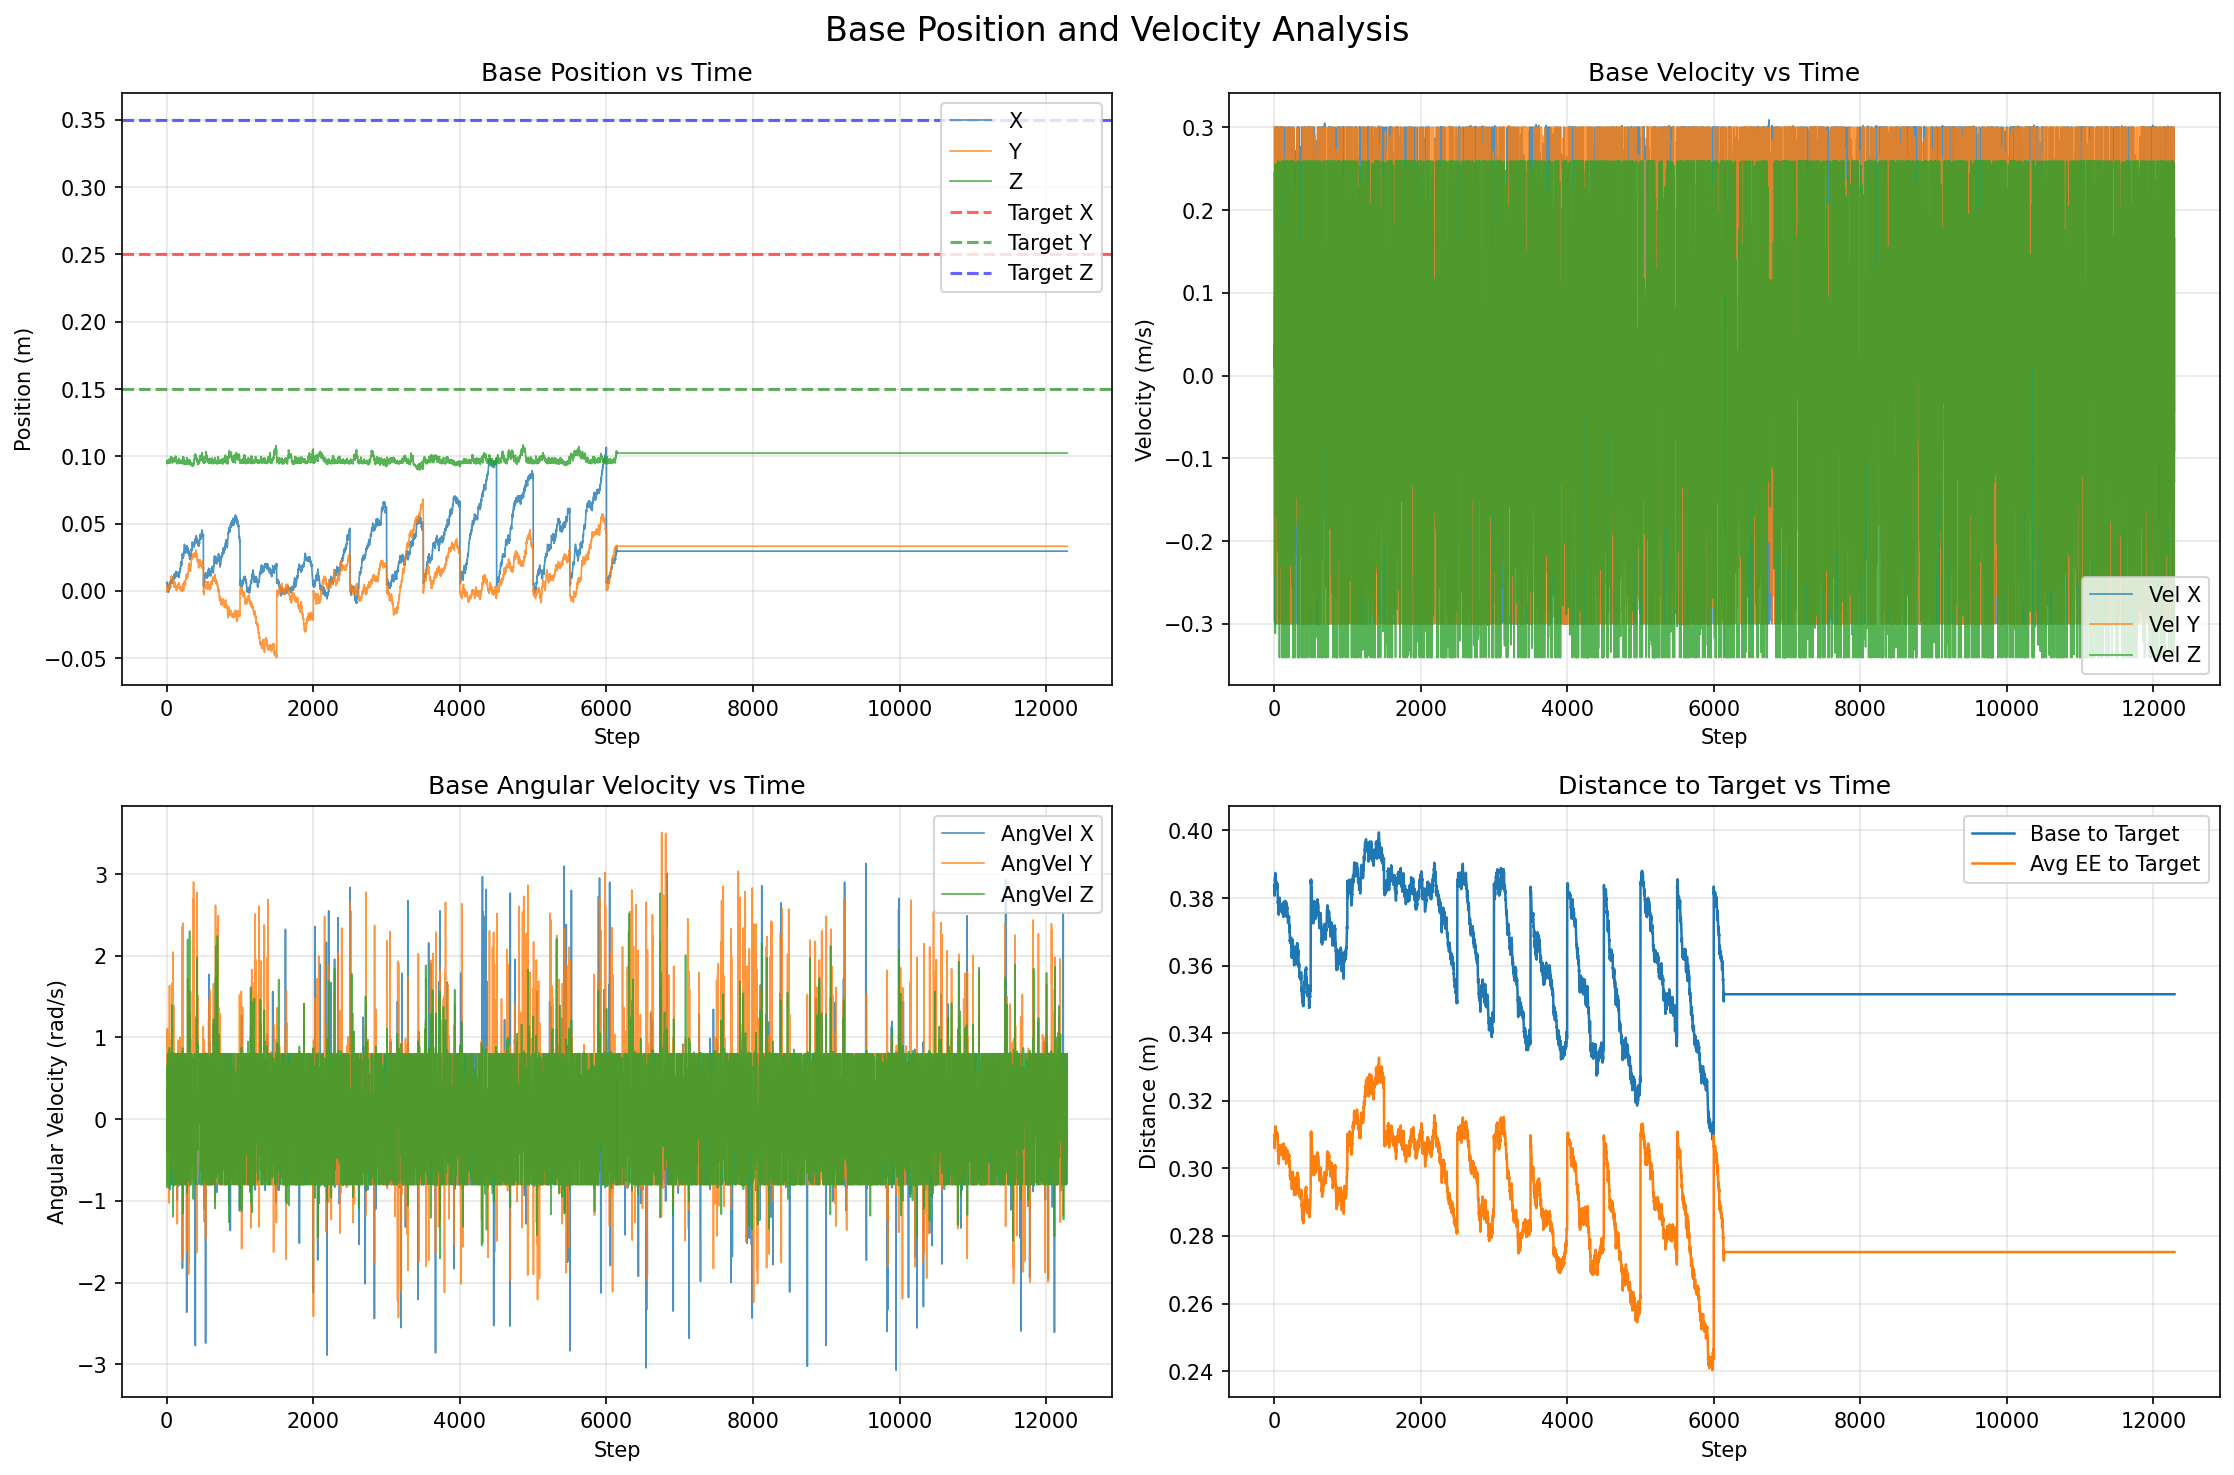 Base Position and Velocity Analysis
Base Position vs Time
Position (m)
0.35
0.30
0.25
0.20
0.15
0.10
0.05
0.00
−0.05
X
Y
Z
Target X
Target Y
Target Z
0 2000 4000 6000 8000 10000 12000
Step
Base Velocity vs Time
Velocity (m/s)
0.3
0.2
0.1
0.0
−0.1
−0.2
−0.3
Vel X
Vel Y
Vel Z
0 2000 4000 6000 8000 10000 12000
Step
Base Angular Velocity vs Time
Angular Velocity (rad/s)
3
2
1
0
−1
−2
−3
AngVel X
AngVel Y
AngVel Z
0 2000 4000 6000 8000 10000 12000
Step
Distance to Target vs Time
Distance (m)
0.40
0.38
0.36
0.34
0.32
0.30
0.28
0.26
0.24
Base to Target
Avg EE to Target
0 2000 4000 6000 8000 10000 12000
Step